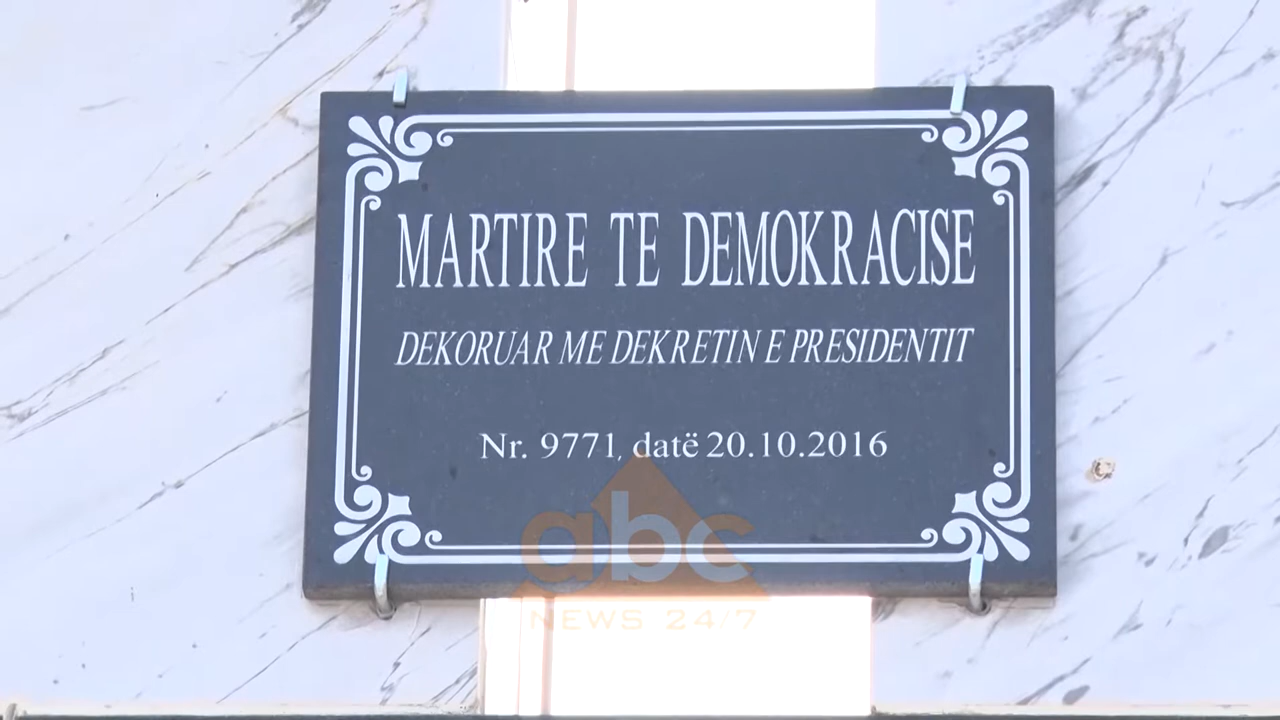 MARTIRE TE DEMOKRACISE
DEKORUAR ME DEKRETIN E PRESIDENTIT
Nr. 9771, datë 20.10.2016
abc
NEWS 24/7